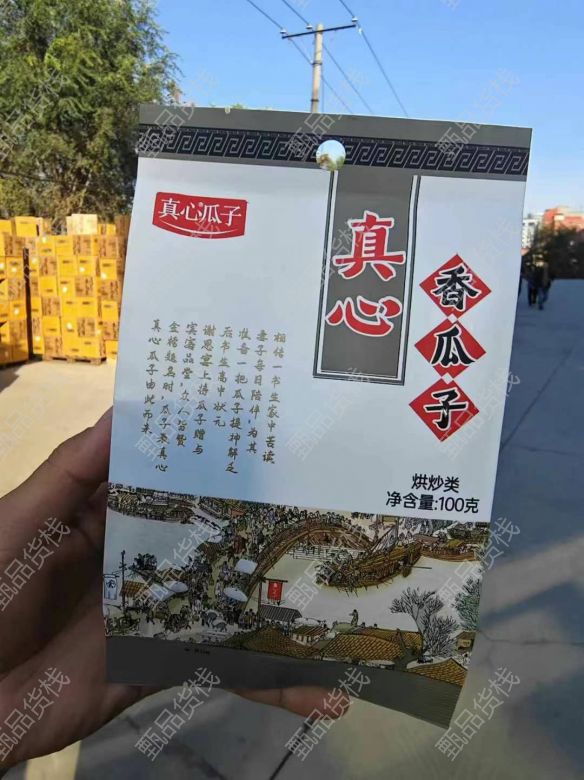 真心瓜子
真心
香瓜子
相传一书生家中苦读
妻子每日陪伴,为其
准备一把瓜子提神解乏
后书生高中状元
谢恩堂上将瓜子赠与
宾客品尝,众人皆赞
金榜题名时,瓜子表真心
真心瓜子由此而来
烘炒类
净含量:100克
甄品货栈